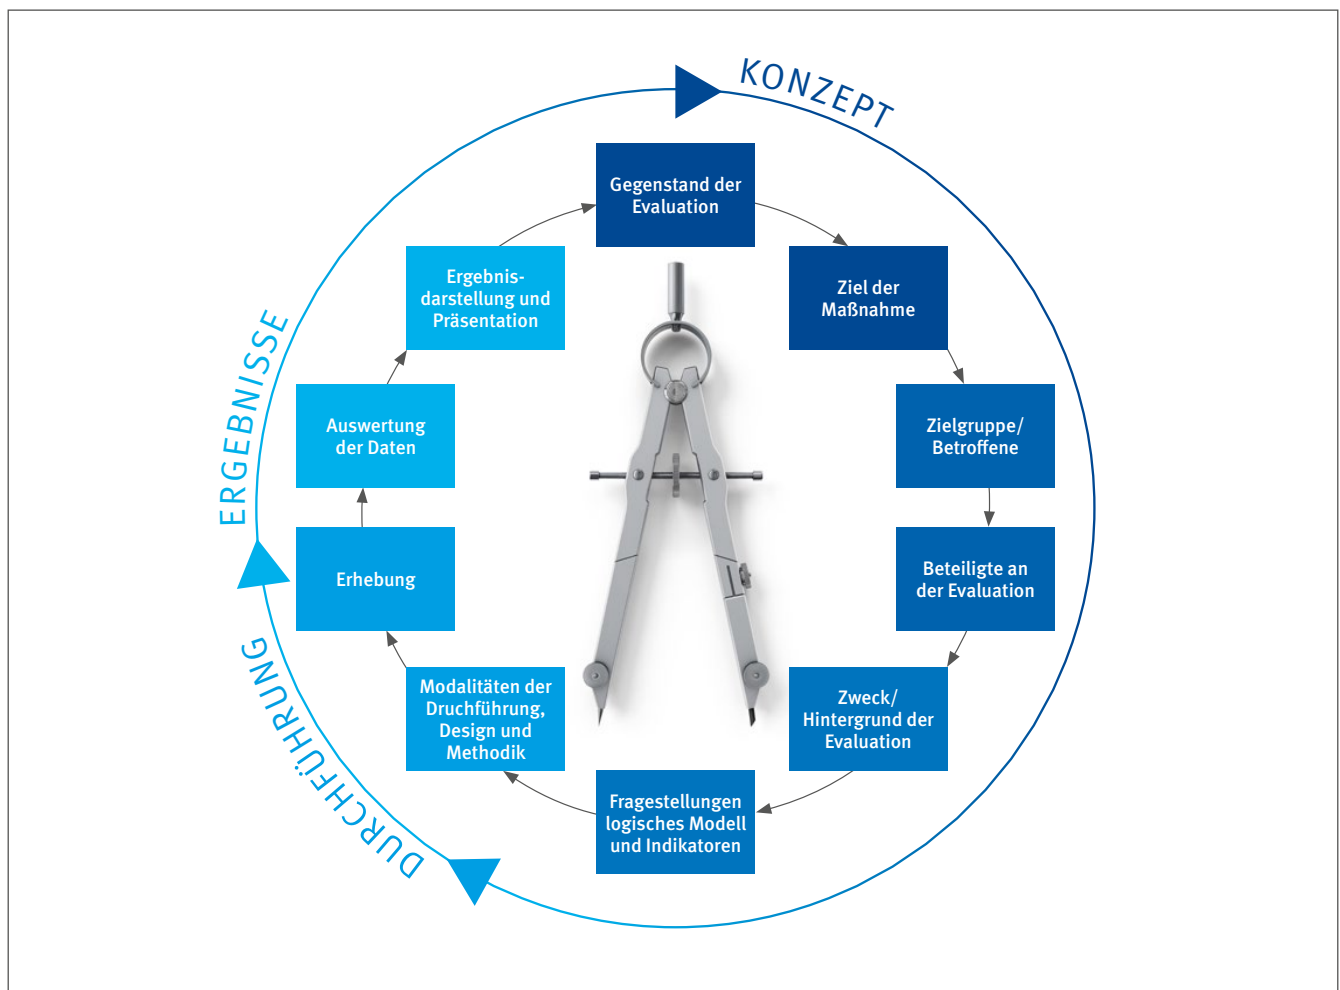 KONZEPT
Gegenstand der
Evaluation
Ziel der
Maßnahme
Zielgruppe/
Betroffene
Beteiligte an
der Evaluation
Zweck/
Hintergrund der
Evaluation
Fragestellungen
logisches Modell
und Indikatoren
DURCHFÜHRUNG
Modalitäten der
Druchführung,
Design und
Methodik
Erhebung
ERGEBNISSE
Auswertung
der Daten
Ergebnis-
darstellung und
Präsentation